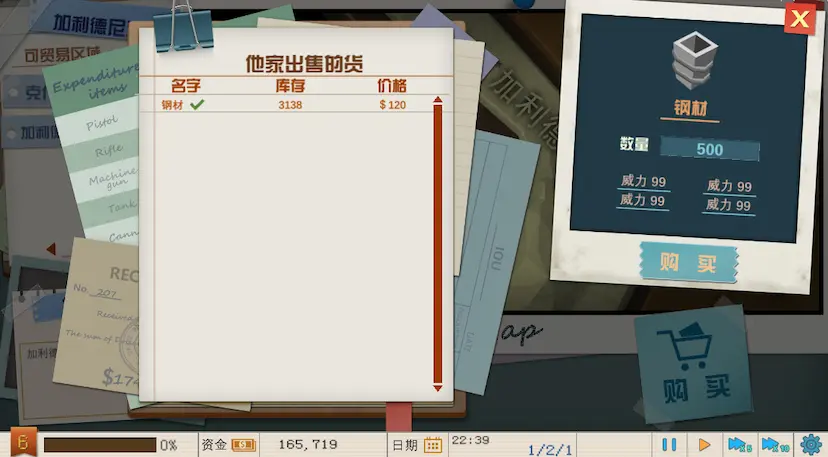 加利德尼
可贸易区域
克
加利德
Expenditure
items
Pistol
Rifle
Machine
gun
Tank
Cann
REC
No. 207
Received
The sum of
$174
加利德
他家出售的货
名字 库存 价格
钢材 3138 $120
加利德
IOU
ap
钢材
数量 500
威力 99 威力 99
威力 99 威力 99
购 买
X
购 买
6 0% 资金 165,719 日期 22:39 1/2/1 x5 x10